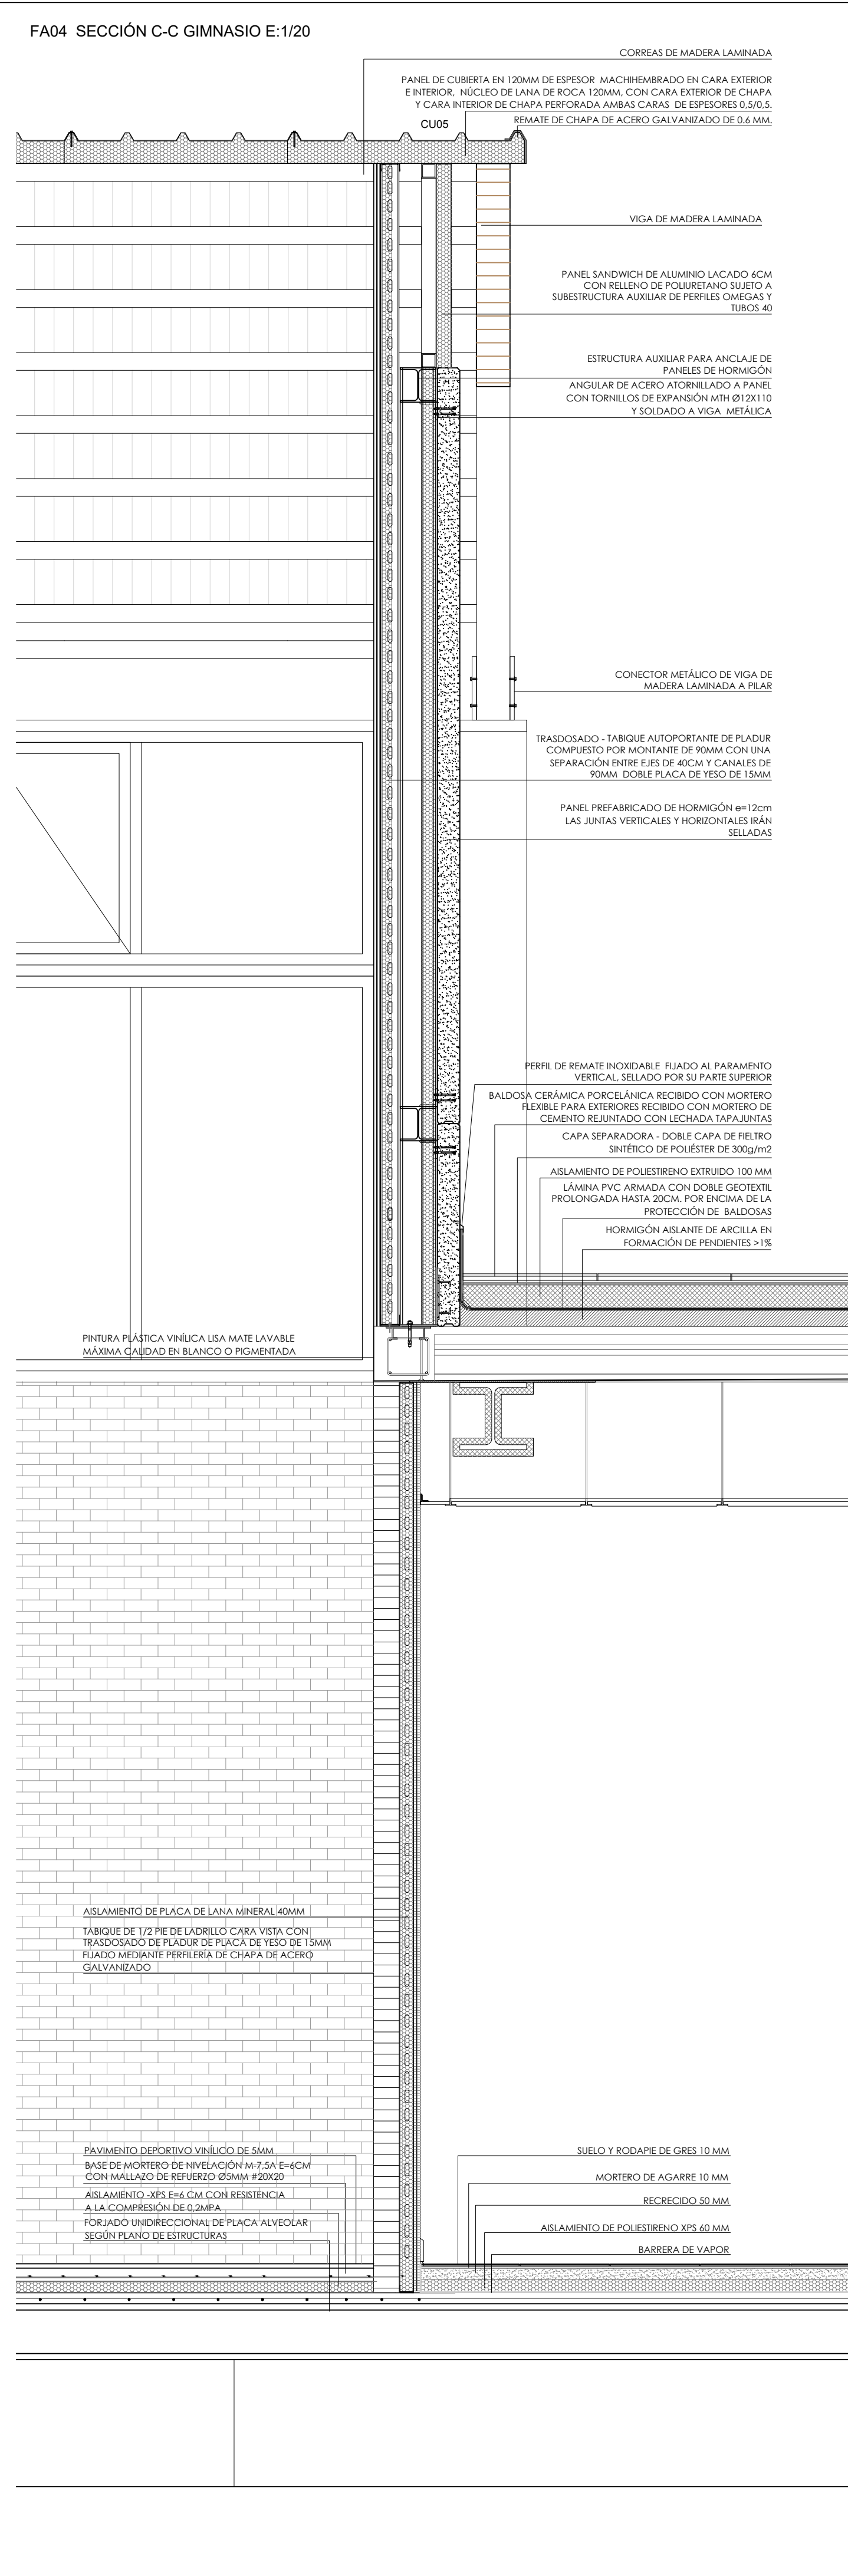 FA04 SECCIÓN C-C GIMNASIO E:1/20
CORREAS DE MADERA LAMINADA
PANEL DE CUBIERTA EN 120MM DE ESPESOR MACHIHEMBRADO EN CARA EXTERIOR
E INTERIOR, NÚCLEO DE LANA DE ROCA 120MM, CON CARA EXTERIOR DE CHAPA
Y CARA INTERIOR DE CHAPA PERFORADA AMBAS CARAS DE ESPESORES 0,5/0,5.
CU05
REMATE DE CHAPA DE ACERO GALVANIZADO DE 0.6 MM.
VIGA DE MADERA LAMINADA
PANEL SANDWICH DE ALUMINIO LACADO 6CM
CON RELLENO DE POLIURETANO SUJETO A
SUBESTRUCTURA AUXILIAR DE PERFILES OMEGAS Y
TUBOS 40
ESTRUCTURA AUXILIAR PARA ANCLAJE DE
PANELES DE HORMIGÓN
ANGULAR DE ACERO ATORNILLADO A PANEL
CON TORNILLOS DE EXPANSIÓN MTH Ø12X110
Y SOLDADO A VIGA METÁLICA
CONECTOR METÁLICO DE VIGA DE
MADERA LAMINADA A PILAR
TRASDOSADO - TABIQUE AUTOPORTANTE DE PLADUR
COMPUESTO POR MONTANTE DE 90MM CON UNA
SEPARACIÓN ENTRE EJES DE 40CM Y CANALES DE
90MM DOBLE PLACA DE YESO DE 15MM
PANEL PREFABRICADO DE HORMIGÓN e=12cm
LAS JUNTAS VERTICALES Y HORIZONTALES IRÁN
SELLADAS
PERFIL DE REMATE INOXIDABLE FIJADO AL PARAMENTO
VERTICAL, SELLADO POR SU PARTE SUPERIOR
BALDOSA CERÁMICA PORCELÁNICA RECIBIDO CON MORTERO
FLEXIBLE PARA EXTERIORES RECIBIDO CON MORTERO DE
CEMENTO REJUNTADO CON LECHADA TAPAJUNTAS
CAPA SEPARADORA - DOBLE CAPA DE FIELTRO
SINTÉTICO DE POLIÉSTER DE 300g/m2
AISLAMIENTO DE POLIESTIRENO EXTRUIDO 100 MM
LÁMINA PVC ARMADA CON DOBLE GEOTEXTIL
PROLONGADA HASTA 20CM. POR ENCIMA DE LA
PROTECCIÓN DE BALDOSAS
HORMIGÓN AISLANTE DE ARCILLA EN
FORMACIÓN DE PENDIENTES >1%
PINTURA PLÁSTICA VINÍLICA LISA MATE LAVABLE
MÁXIMA CALIDAD EN BLANCO O PIGMENTADA
AISLAMIENTO DE PLACA DE LANA MINERAL 40MM
TABIQUE DE 1/2 PIE DE LADRILLO CARA VISTA CON
TRASDOSADO DE PLADUR DE PLACA DE YESO DE 15MM
FIJADO MEDIANTE PERFILERÍA DE CHAPA DE ACERO
GALVANIZADO
PAVIMENTO DEPORTIVO VINÍLICO DE 5MM
BASE DE MORTERO DE NIVELACIÓN M-7,5A E=6CM
CON MALLAZO DE REFUERZO Ø5MM #20X20
AISLAMIENTO -XPS E=6 CM CON RESISTENCIA
A LA COMPRESIÓN DE 0,2MPA
FORJADO UNIDIRECCIONAL DE PLACA ALVEOLAR
SEGÚN PLANO DE ESTRUCTURAS
SUELO Y RODAPIE DE GRES 10 MM
MORTERO DE AGARRE 10 MM
RECRECIDO 50 MM
AISLAMIENTO DE POLIESTIRENO XPS 60 MM
BARRERA DE VAPOR